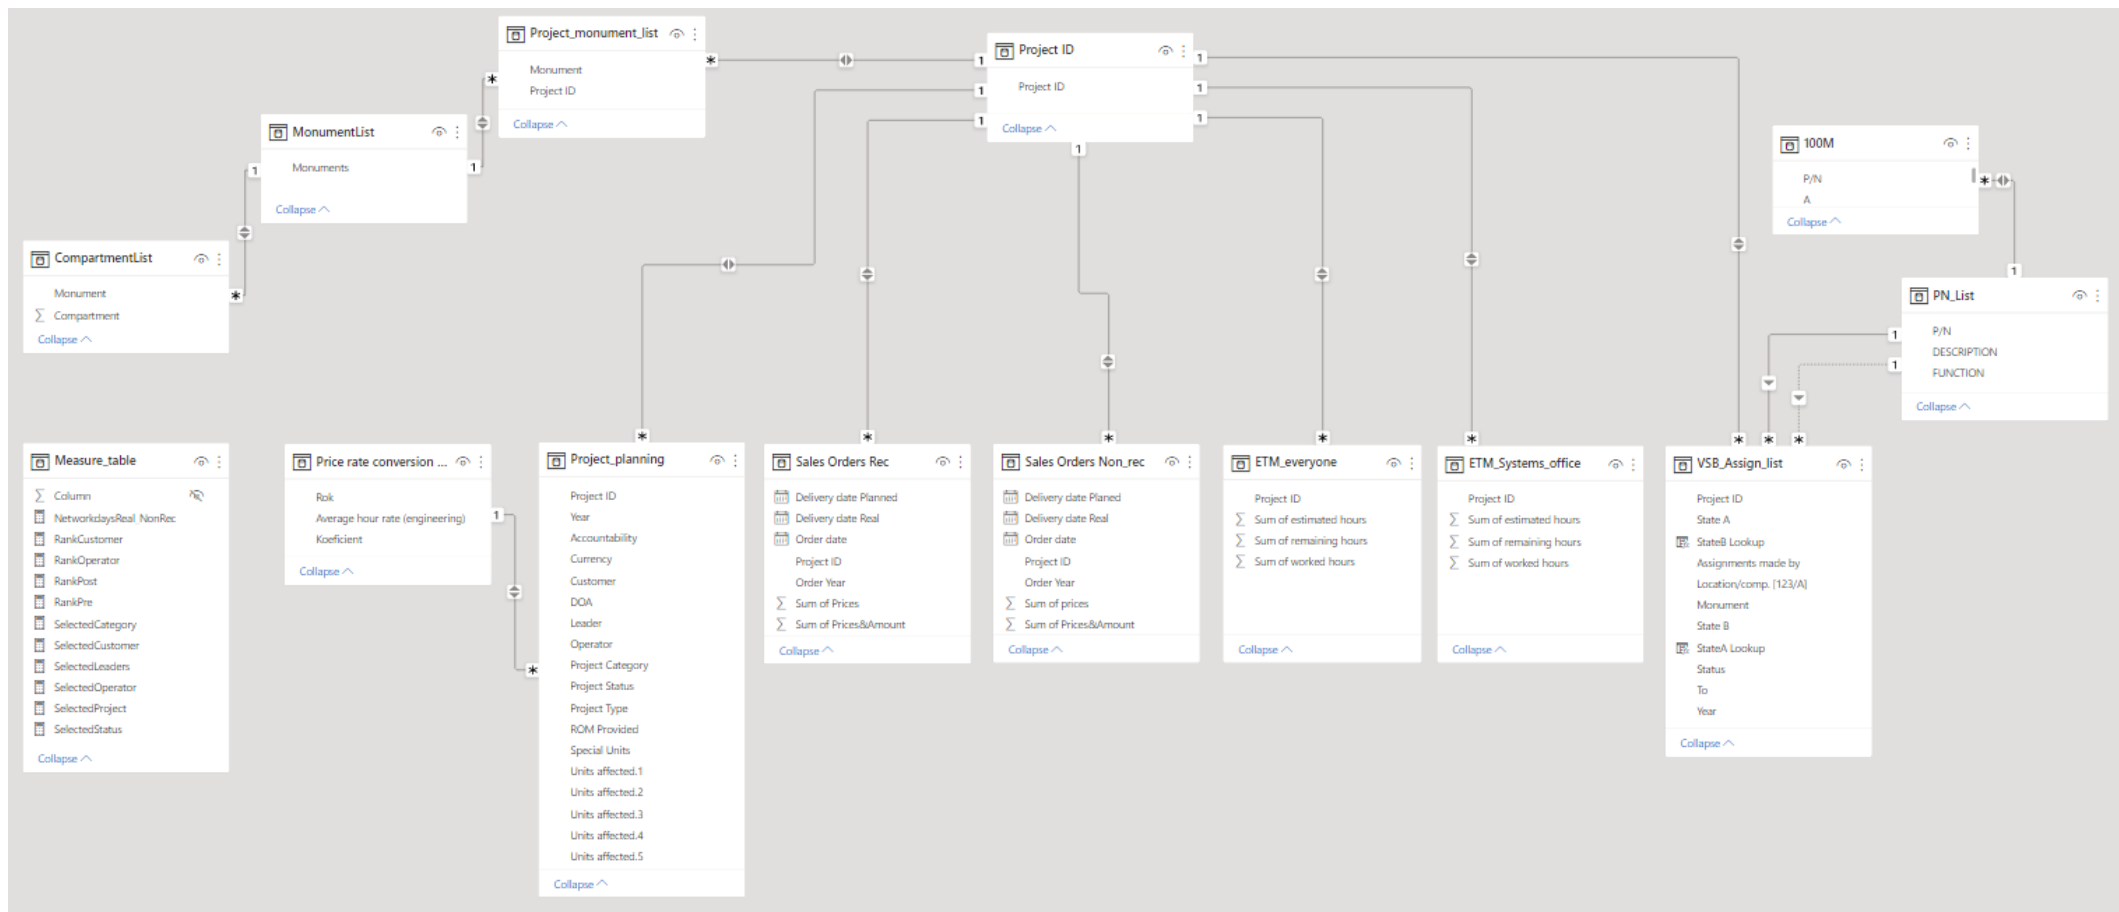 Project_monument_list
Monument
Project ID
Collapse
Project ID
Project ID
Collapse
MonumentList
Monuments
Collapse
100M
P/N
A
Collapse
CompartmentList
Monument
Compartment
Collapse
PN_List
P/N
DESCRIPTION
FUNCTION
Collapse
Measure_table
Column
NetworkdaysReal NonRec
RankCustomer
RankOperator
RankPost
RankPre
SelectedCategory
SelectedCustomer
SelectedLeaders
SelectedOperator
SelectedProject
SelectedStatus
Collapse
Price rate conversion ...
Rok
Average hour rate (engineering)
Koeficient
Collapse
Project_planning
Project ID
Year
Accountability
Currency
Customer
DOA
Leader
Operator
Project Category
Project Status
Project Type
ROM Provided
Special Units
Units affected.1
Units affected.2
Units affected.3
Units affected.4
Units affected.5
Collapse
Sales Orders Rec
Delivery date Planned
Delivery date Real
Order date
Project ID
Order Year
Sum of Prices
Sum of Prices&Amount
Collapse
Sales Orders Non_rec
Delivery date Planed
Delivery date Real
Order date
Project ID
Order Year
Sum of prices
Sum of Prices&Amount
Collapse
ETM_everyone
Project ID
Sum of estimated hours
Sum of remaining hours
Sum of worked hours
Collapse
ETM_Systems_office
Project ID
Sum of estimated hours
Sum of remaining hours
Sum of worked hours
Collapse
VSB_Assign_list
Project ID
State A
StateB Lookup
Assignments made by
Location/comp. [123/A]
Monument
State B
StateA Lookup
Status
To
Year
Collapse